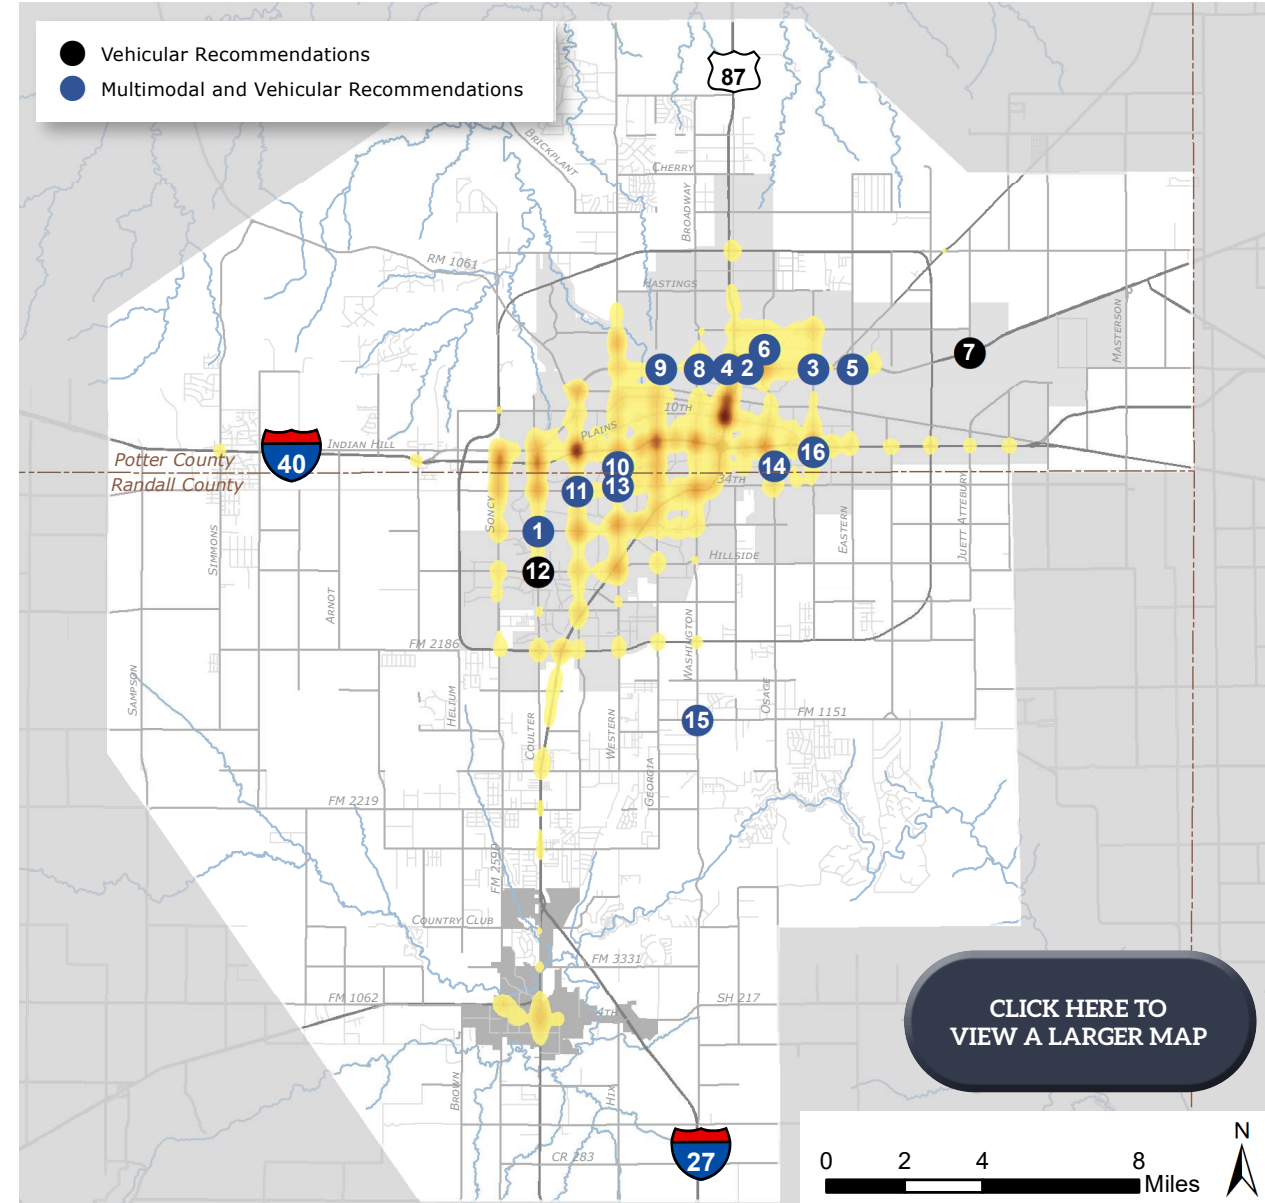 Vehicular Recommendations
Multimodal and Vehicular Recommendations
87
BRICKPLANT
CHERRY
BROADWAY
RM 1061
HASTINGS
MASTERSON
6
7
9
8
4
2
3
5
10TH
PLAINS
INDIAN HILL
40
Potter County
Randall County
16
10
14
11
13
34TH
SONCY
1
EASTERN
JUETT ATTEBURY
SIMMONS
HILLSIDE
12
ARNOT
WASHINGTON
FM 2186
SAMPSON
HELIUM
COULTER
WESTERN
OSAGE
15
FM 1151
GEORGIA
FM 2219
FM 2590
COUNTRY CLUB
FM 3331
FM 1062
4TH
SH 217
CLICK HERE TO
VIEW A LARGER MAP
BROWN
HIX
CR 283
27
N
0 2 4 8
Miles